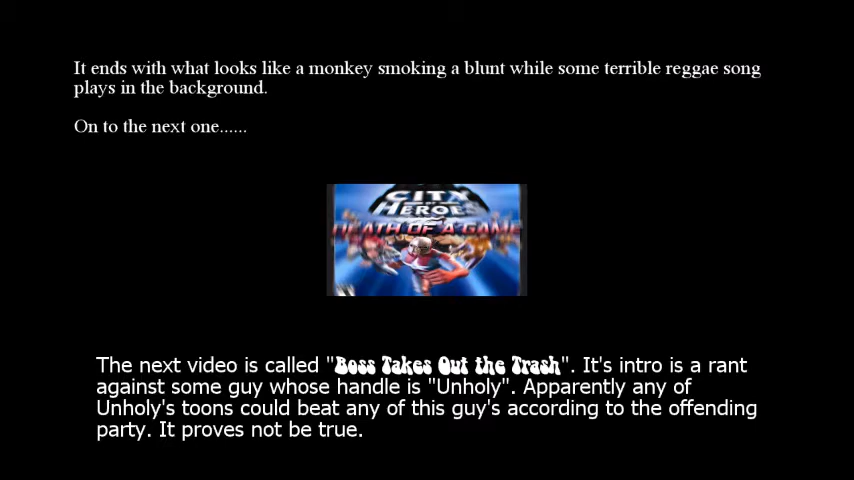 It ends with what looks like a monkey smoking a blunt while some terrible reggae song
plays in the background.
On to the next one......
CITY
OF
HEROES
DEATH OF A GAME
The next video is called "Boss Takes Out the Trash". It's intro is a rant
against some guy whose handle is "Unholy". Apparently any of
Unholy's toons could beat any of this guy's according to the offending
party. It proves not be true.